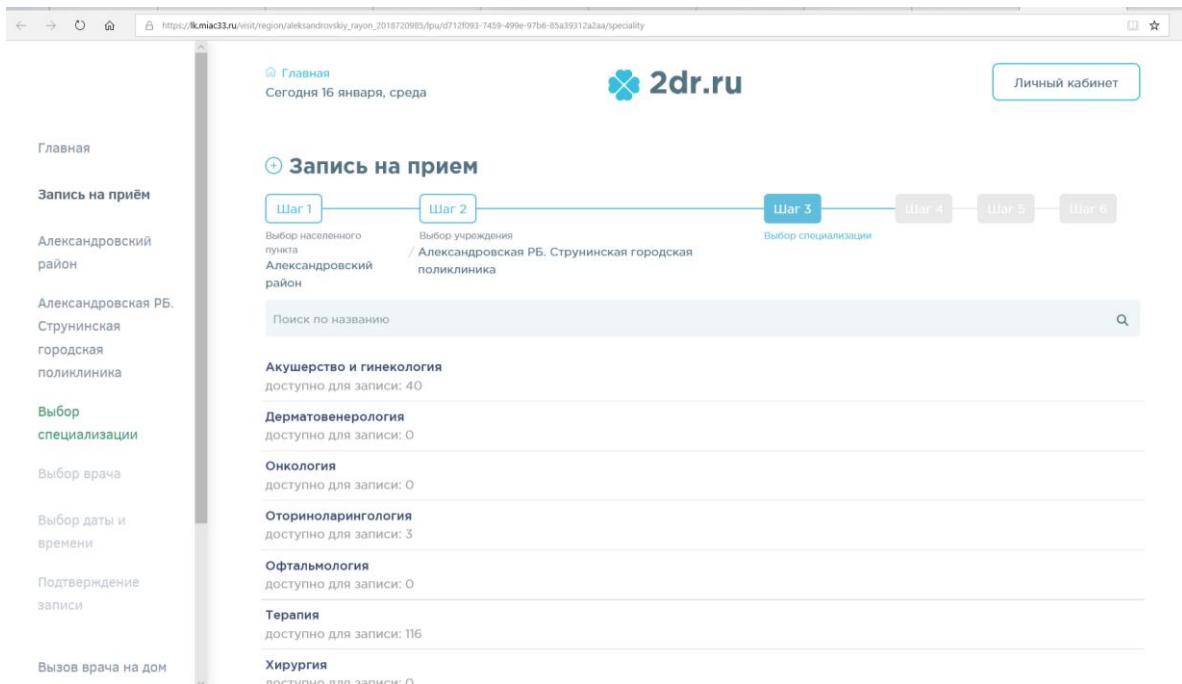 https://lk.miac33.ru/visit/region/aleksandrovskiy_rayon_2018720985/lpu/d712f093-7459-499e-97b6-85a39312a2aa/speciality
Главная
Сегодня 16 января, среда
2dr.ru
Личный кабинет
Главная
Запись на приём
Александровский
район
Александровская РБ.
Струнинская
городская
поликлиника
Выбор
специализации
Выбор врача
Выбор даты и
времени
Подтверждение
записи
Вызов врача на дом
Запись на прием
Шаг 1
Шаг 2
Шаг 3
Шаг 4
Шаг 5
Шаг 6
Выбор населенного
пункта
Александровский
район
Выбор учреждения
/ Александровская РБ. Струнинская городская
поликлиника
Выбор специализации
Поиск по названию
Акушерство и гинекология
доступно для записи: 40
Дерматовенерология
доступно для записи: 0
Онкология
доступно для записи: 0
Оториноларингология
доступно для записи: 3
Офтальмология
доступно для записи: 0
Терапия
доступно для записи: 116
Хирургия
доступно для записи: 0